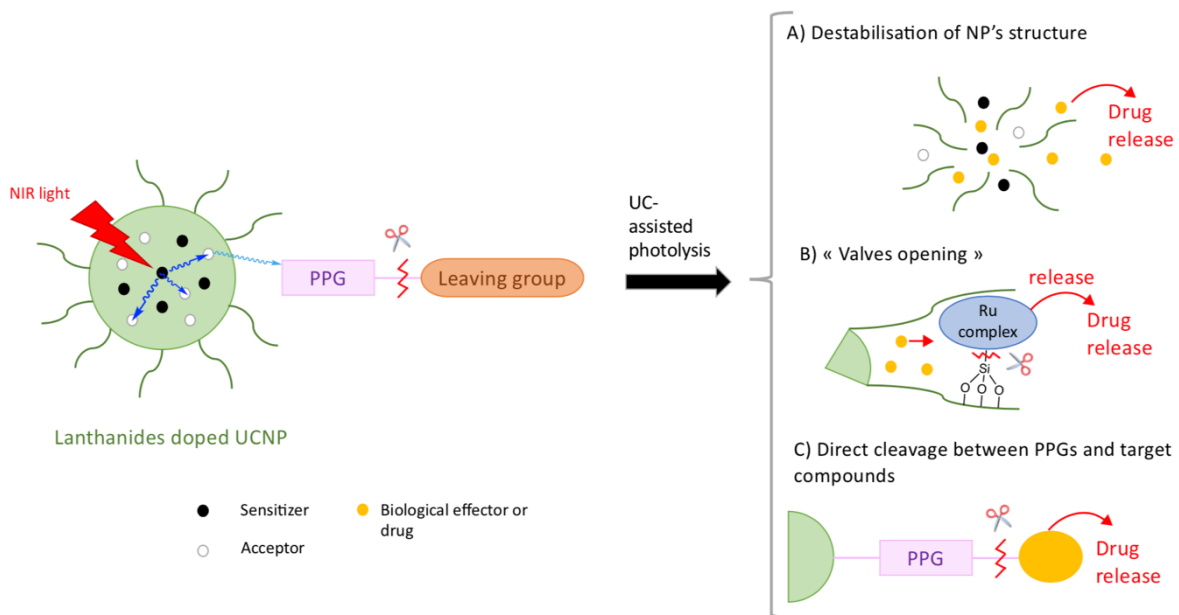 NIR light
PPG
Leaving group
Lanthanides doped UCNP
Sensitizer
Acceptor
Biological effector or
drug
UC-
assisted
photolysis
A) Destabilisation of NP's structure
Drug
release
B) « Valves opening »
release
Ru
complex
Drug
release
Si
O O O
C) Direct cleavage between PPGs and target
compounds
PPG
Drug
release